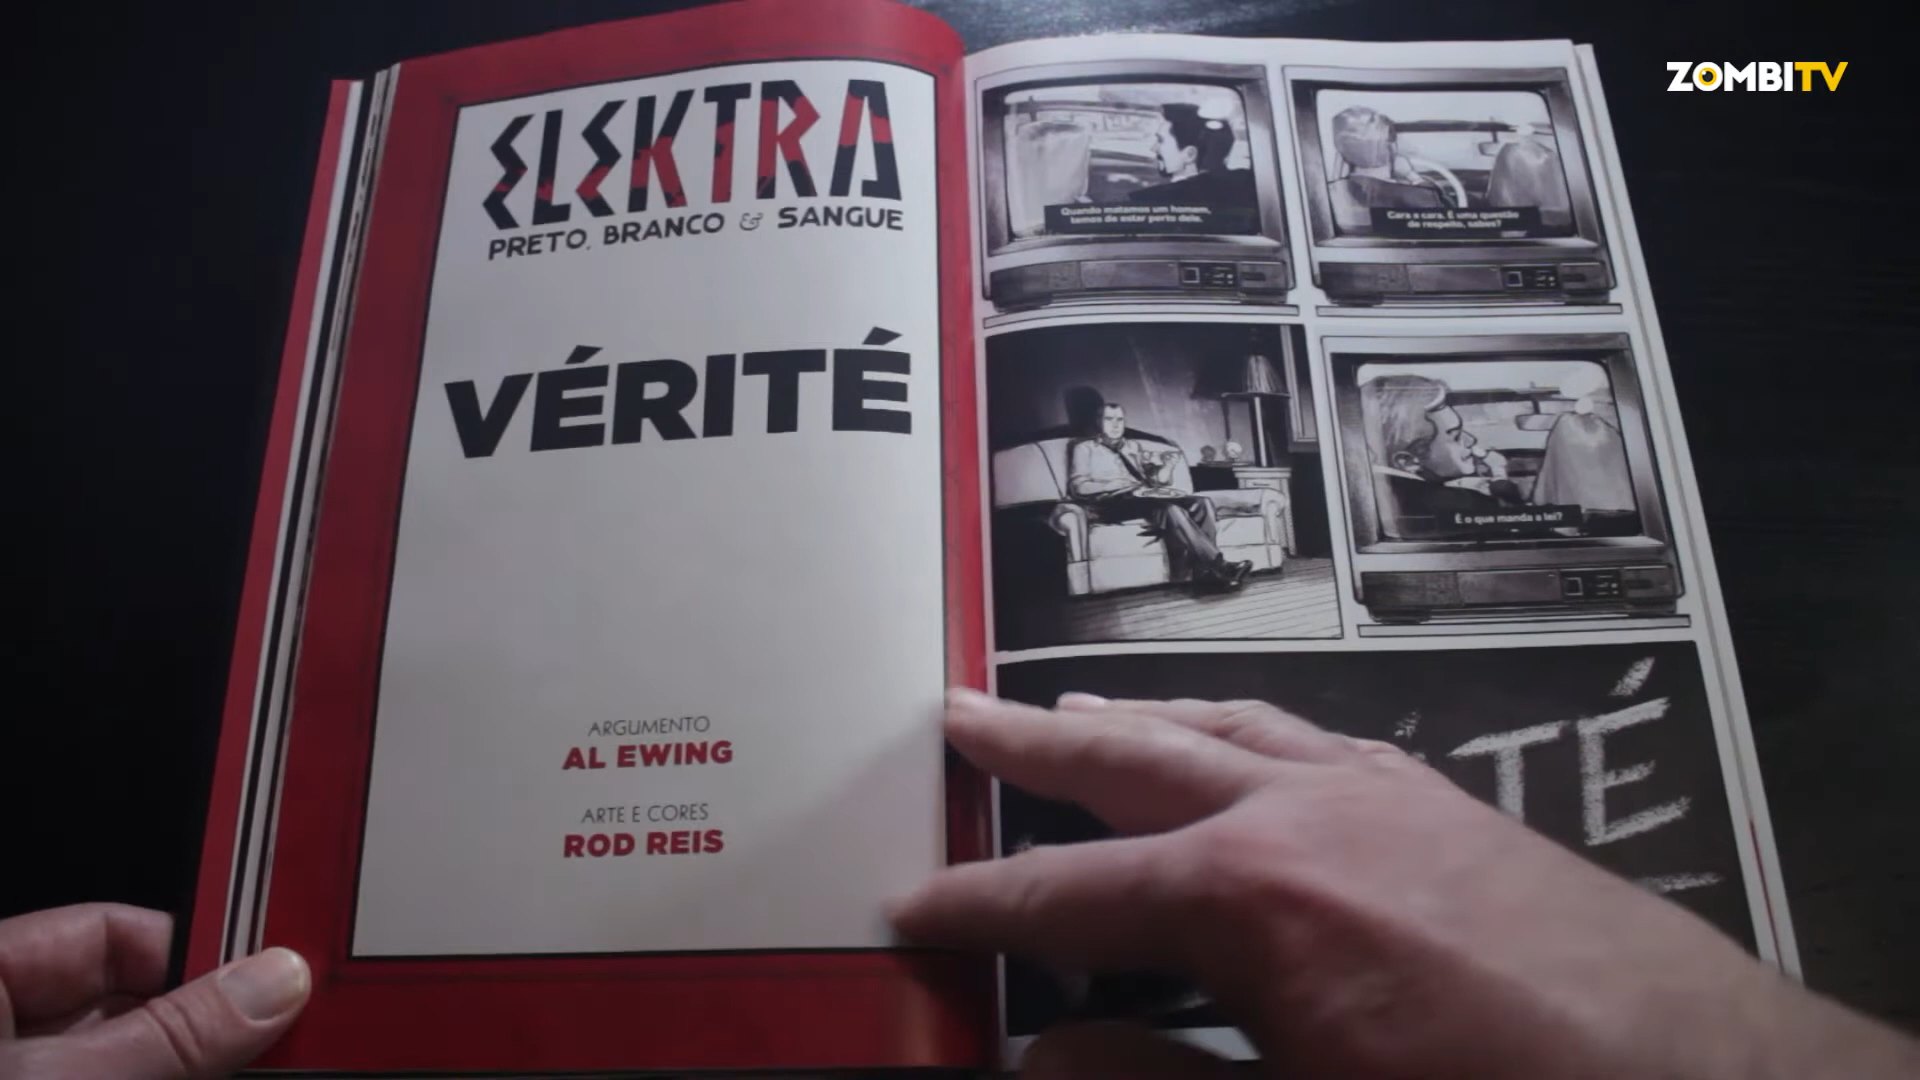 ZOMBITV
ELEKTRA
PRETO, BRANCO & SANGUE
VÉRITÉ
ARGUMENTO
AL EWING
ARTE E CORES
ROD REIS
Quando matamos um homem,
temos de estar perto dele.
Cara a cara. É uma questão
de respeito, sabes?
É o que manda a lei?
TÉ